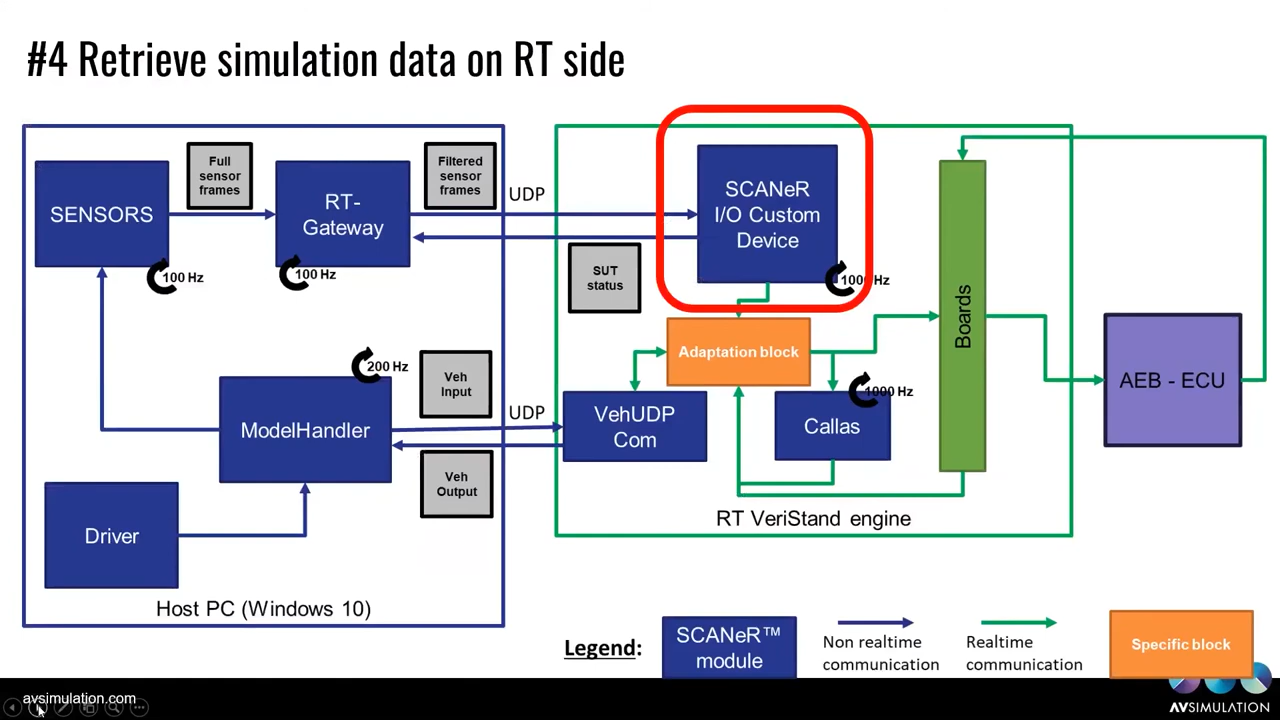 #4 Retrieve simulation data on RT side
SENSORS
Full
sensor
frames
RT-
Gateway
Filtered
sensor
frames
UDP
SCANeR
I/O Custom
Device
100 Hz
100 Hz
SUT
status
1000 Hz
Boards
Adaptation block
200 Hz
Veh
Input
UDP
ModelHandler
VehUDP
Com
1000 Hz
Callas
AEB - ECU
Veh
Output
Driver
RT VeriStand engine
Host PC (Windows 10)
Legend:
SCANeR™
module
Non realtime
communication
Realtime
communication
Specific block
avsimulation.com
AVSIMULATION